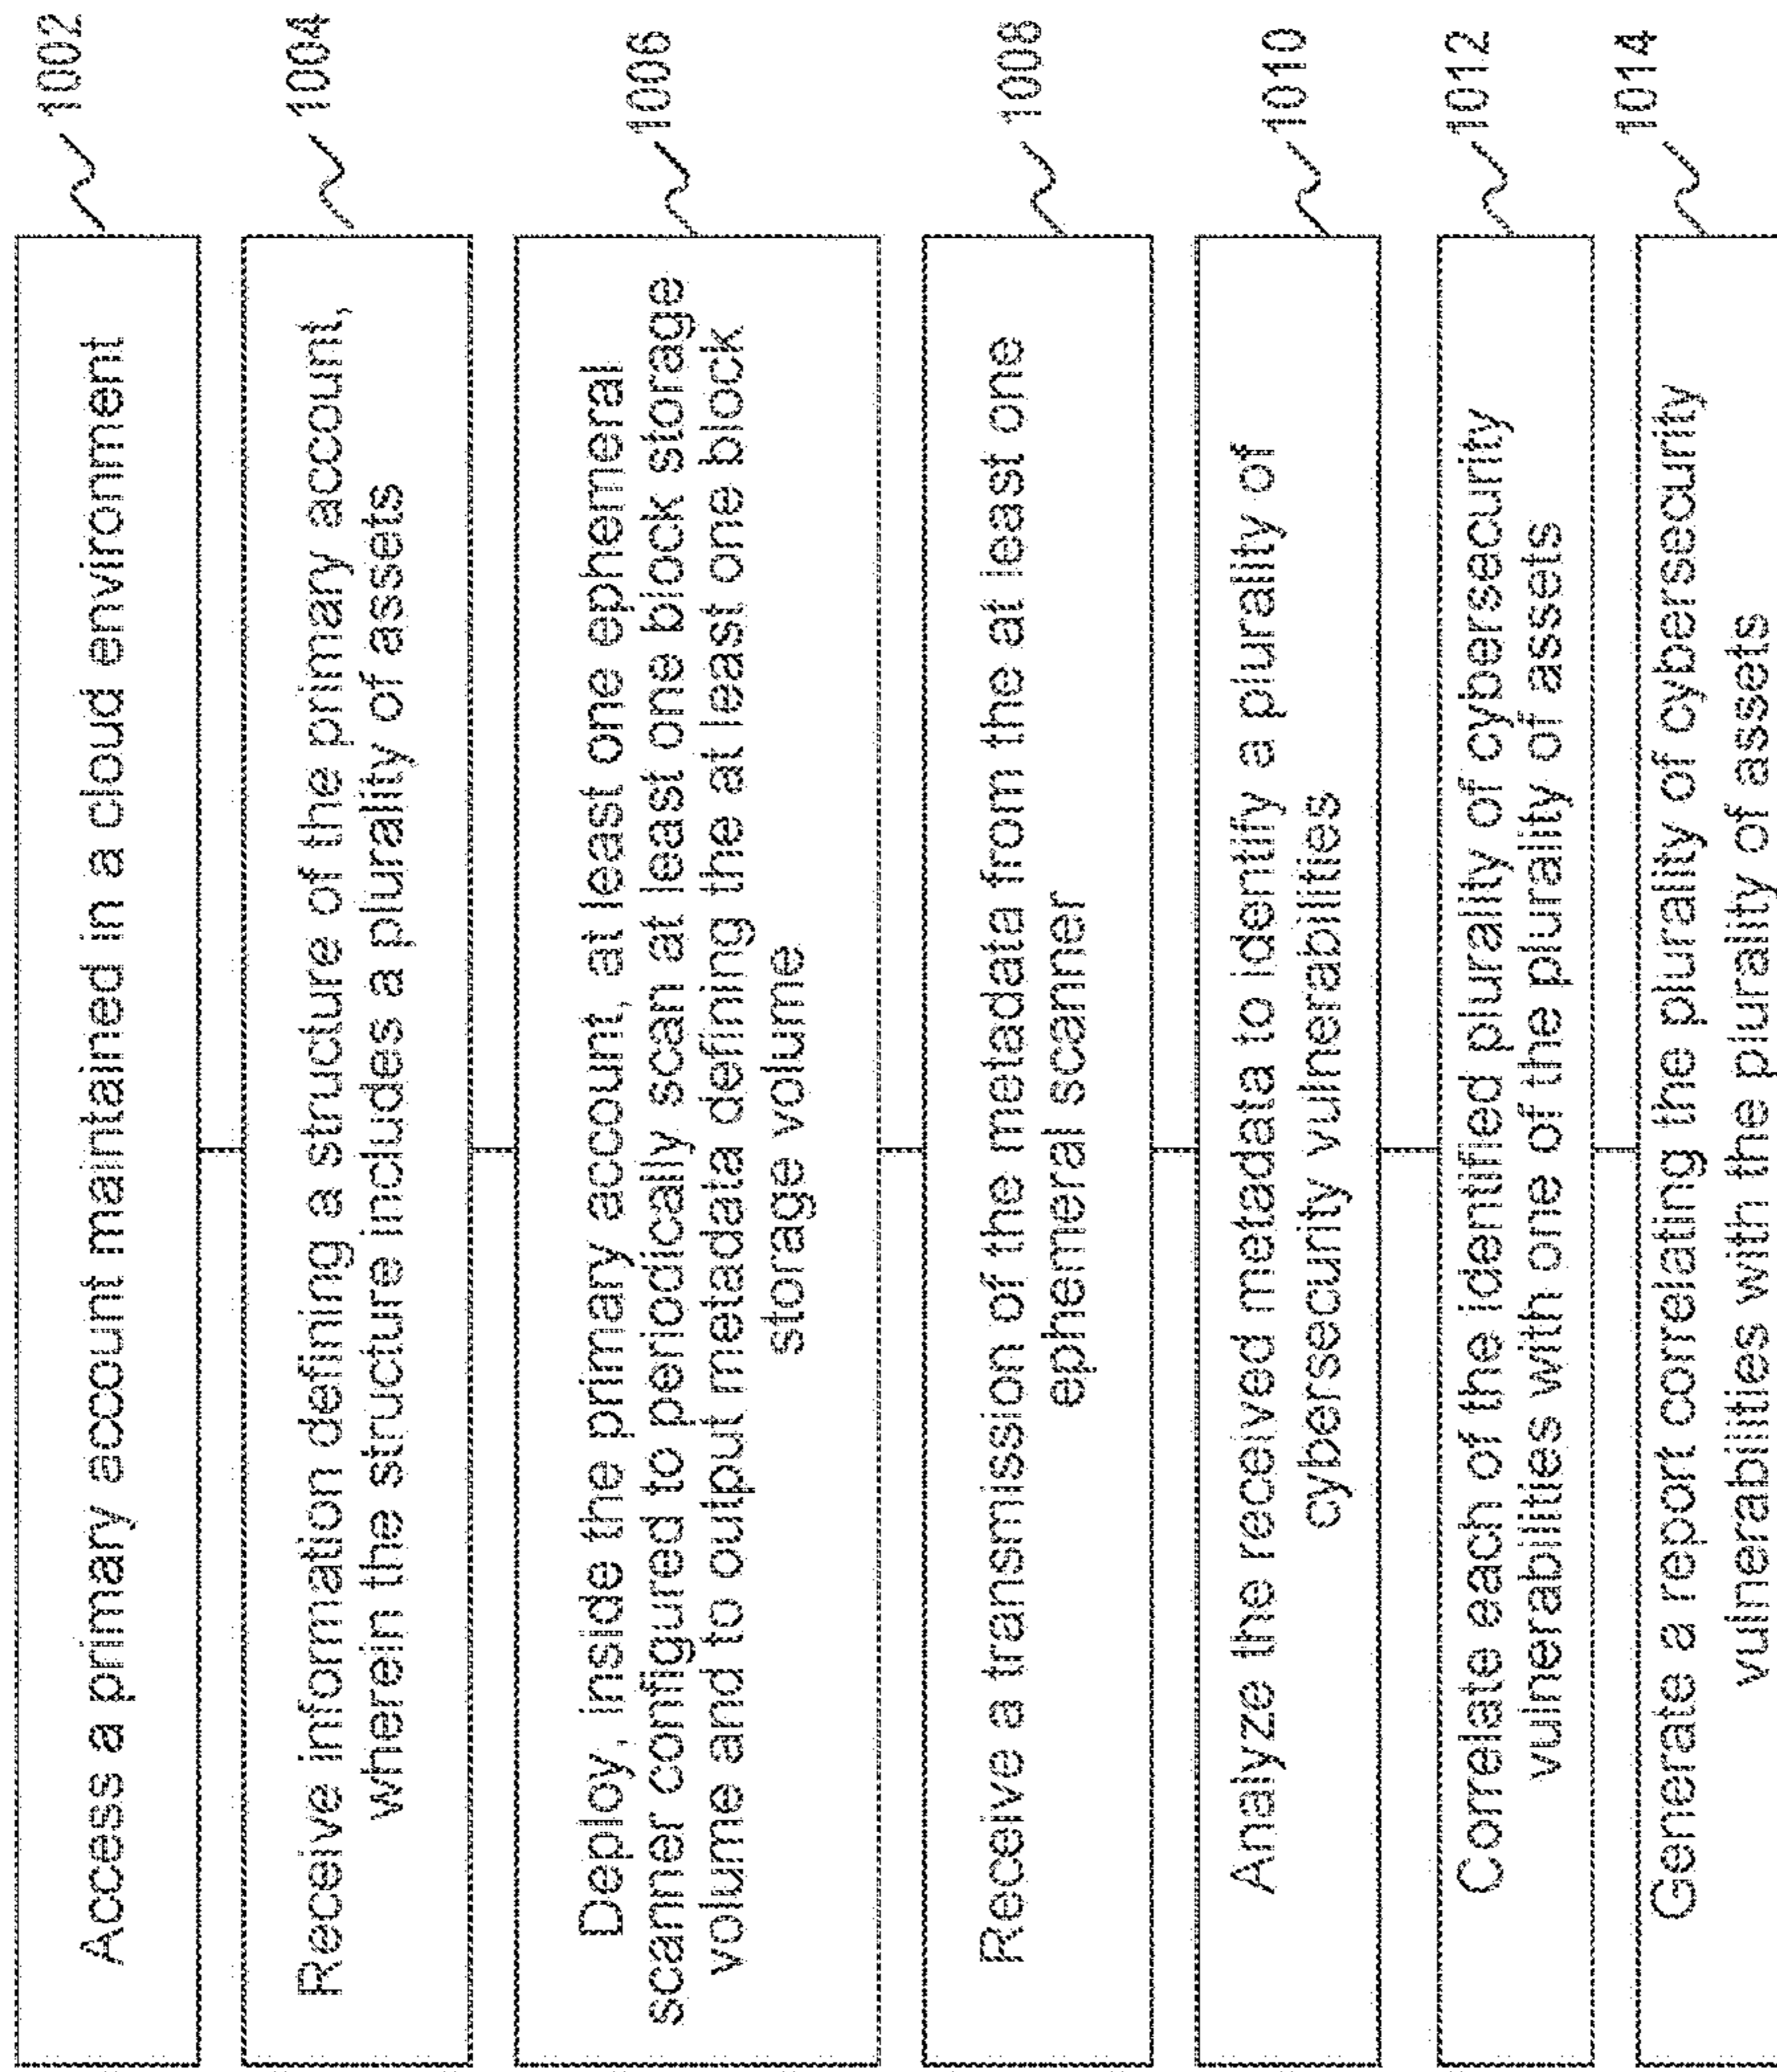 Access a primary account maintained in a cloud environment
1002
Receive information defining a structure of the primary account,
wherein the structure includes a plurality of assets
1004
Deploy, inside the primary account, at least one ephemeral
scanner configured to periodically scan at least one block storage
volume and to output metadata defining the at least one block
storage volume
1006
Receive a transmission of the metadata from the at least one
ephemeral scanner
1008
Analyze the received metadata to identify a plurality of
cybersecurity vulnerabilities
1010
Correlate each of the identified plurality of cybersecurity
vulnerabilities with one of the plurality of assets
1012
Generate a report correlating the plurality of cybersecurity
vulnerabilities with the plurality of assets
1014